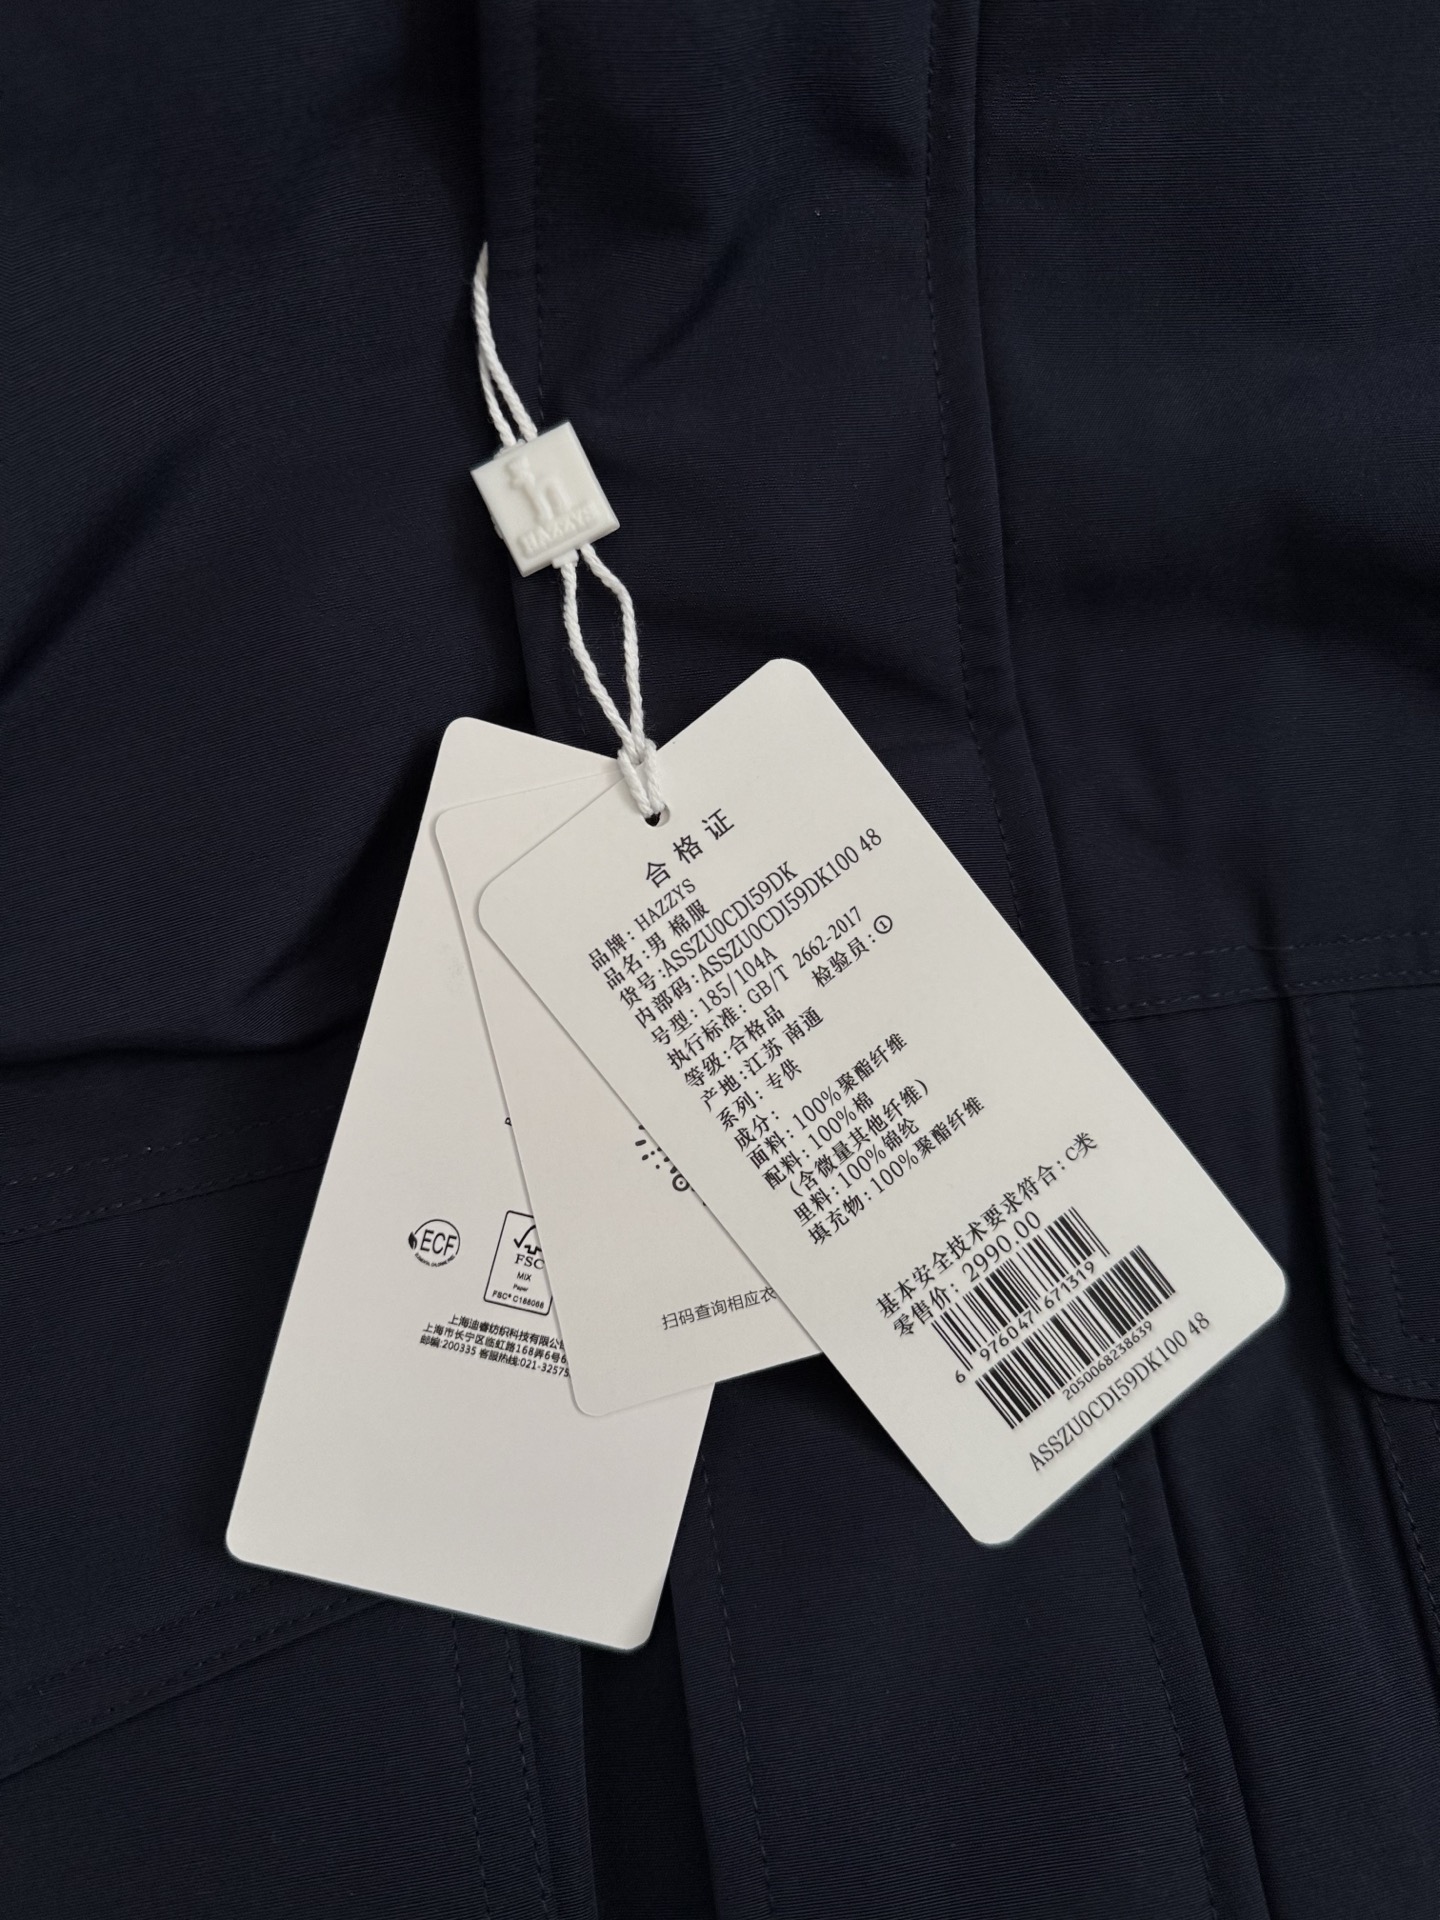 HAZZYS
合格证
品牌: HAZZYS
品名:男 棉服
货号:ASSZU0CDI59DK
内部码:ASSZU0CDI59DK100 48
号型:185/104A
执行标准: GB/T 2662-2017
等级:合格品 检验员:①
产地:江苏 南通
系列: 专供
成分:
面料: 100%聚酯纤维
配料: 100%棉
(含微量其他纤维)
里料:100%锦纶
填充物:100%聚酯纤维
基本安全技术要求符合: C类
零售价: 2990.00
6 976047 671319
2050068238639
ASSZU0CDI59DK100 48
扫码查询相应衣
ECF
FSC
MIX
Paper
FSC® C188068
上海迪睿纺织科技有限公
上海市长宁区临虹路168弄6号6
邮编:200335 客服热线:021-3257